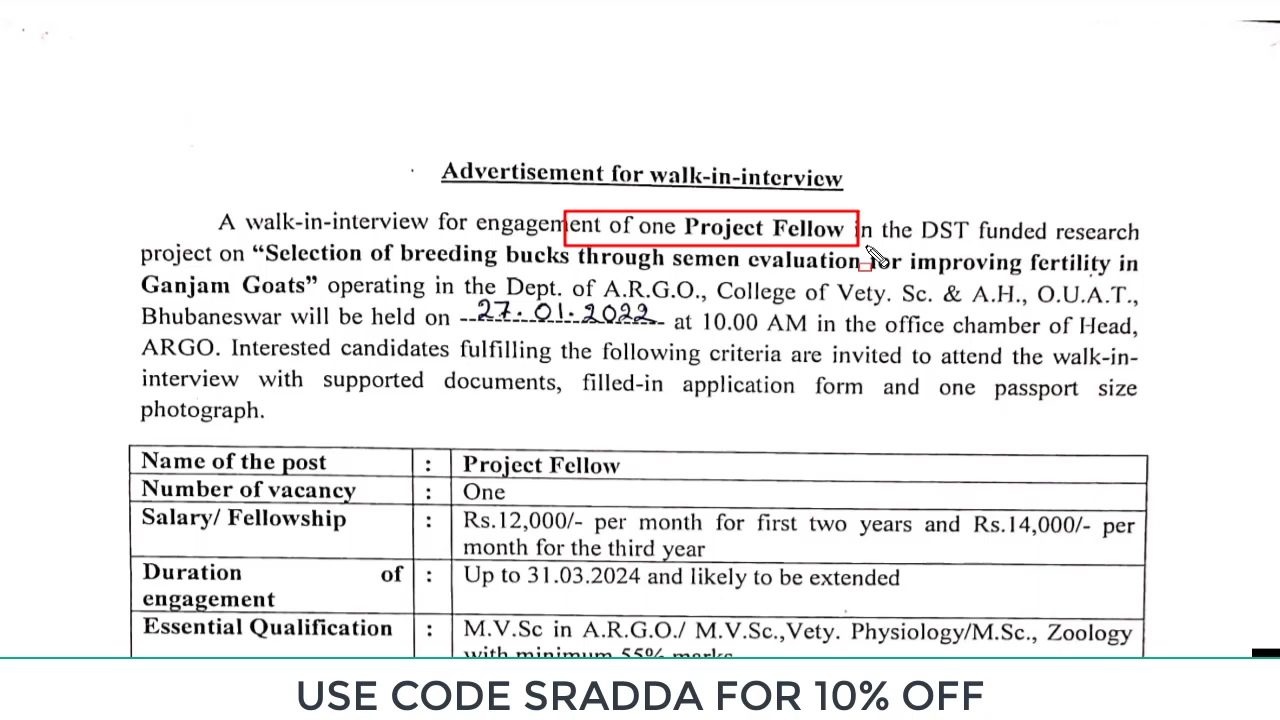 Advertisement for walk-in-interview
A walk-in-interview for engagement of one Project Fellow in the DST funded research
project on “Selection of breeding bucks through semen evaluation for improving fertility in
Ganjam Goats” operating in the Dept. of A.R.G.O., College of Vety. Sc. & A.H., O.U.A.T.,
Bhubaneswar will be held on 27.01.2022 at 10.00 AM in the office chamber of Head,
ARGO. Interested candidates fulfilling the following criteria are invited to attend the walk-in-
interview with supported documents, filled-in application form and one passport size
photograph.
Name of the post : Project Fellow
Number of vacancy : One
Salary/ Fellowship : Rs.12,000/- per month for first two years and Rs.14,000/- per
month for the third year
Duration of : Up to 31.03.2024 and likely to be extended
engagement
Essential Qualification : M.V.Sc in A.R.G.O./ M.V.Sc.,Vety. Physiology/M.Sc., Zoology
with minimum 55% marks
USE CODE SRADDA FOR 10% OFF